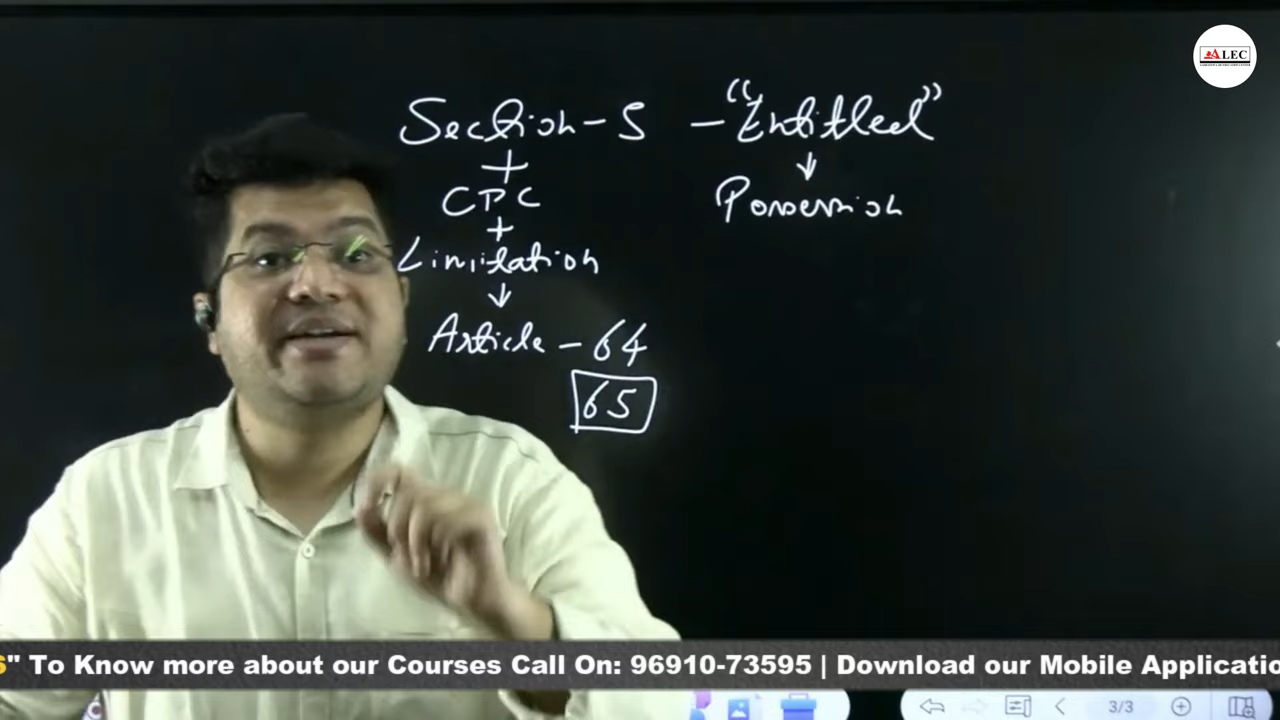 ALEC
Section - 5 - "Entitled"
+ ↓
CPC Possession
+
Limitation
↓
Article - 64
65
" To Know more about our Courses Call On: 96910-73595 | Download our Mobile Applicatio
3/3